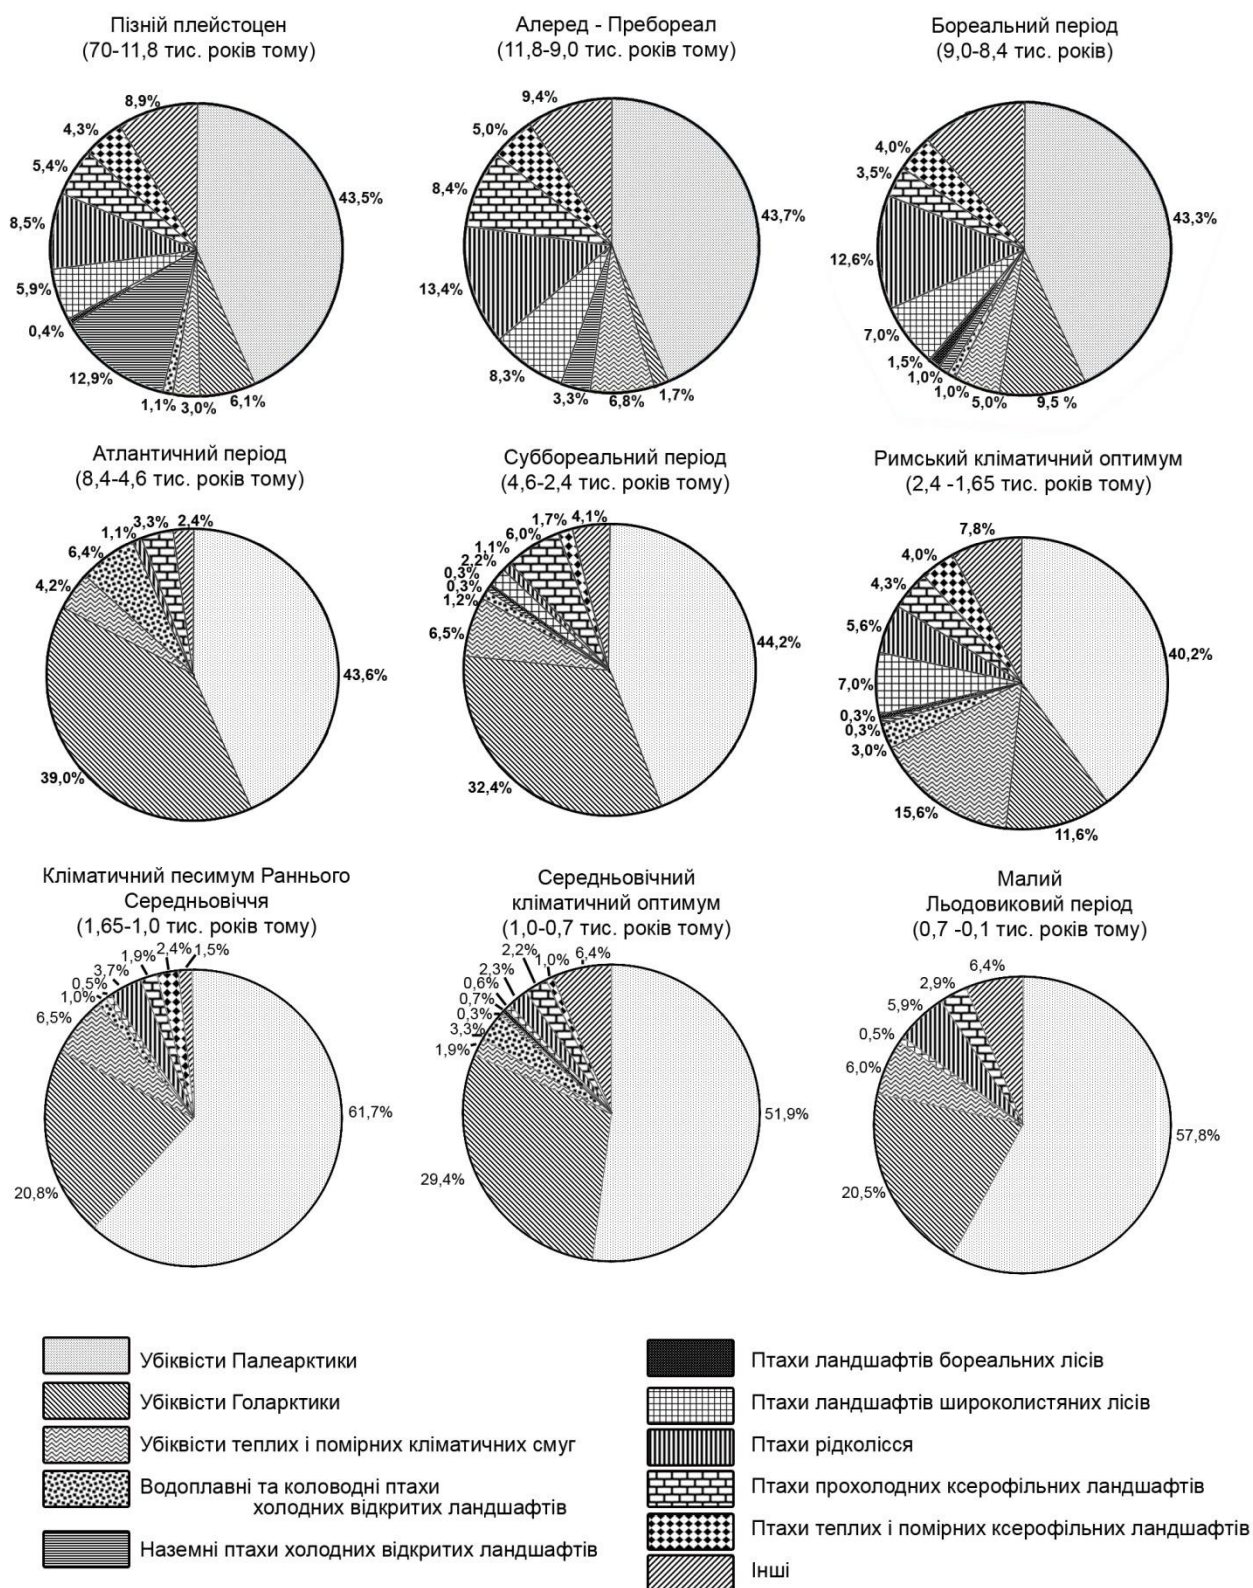 Пізній плейстоцен
(70-11,8 тис. років тому)
8,9%
4,3%
5,4%
8,5%
5,9%
0,4%
12,9%
1,1%
3,0%
6,1%
43,5%
Алеред - Пребореал
(11,8-9,0 тис. років тому)
9,4%
5,0%
8,4%
13,4%
8,3%
3,3%
6,8%
1,7%
43,7%
Бореальний період
(9,0-8,4 тис. років)
4,0%
3,5%
12,6%
7,0%
1,5%
1,0%
1,0%
5,0%
9,5 %
43,3%
Атлантичний період
(8,4-4,6 тис. років тому)
2,4%
3,3%
1,1%
6,4%
4,2%
39,0%
43,6%
Суббореальний період
(4,6-2,4 тис. років тому)
4,1%
1,7%
6,0%
1,1%
2,2%
0,3%
0,3%
1,2%
6,5%
32,4%
44,2%
Римський кліматичний оптимум
(2,4 -1,65 тис. років тому)
7,8%
4,0%
4,3%
5,6%
7,0%
0,3%
0,3%
3,0%
15,6%
11,6%
40,2%
Кліматичний песимум Раннього
Середньовіччя
(1,65-1,0 тис. років тому)
1,5%
2,4%
1,9%
3,7%
0,5%
1,0%
6,5%
20,8%
61,7%
Середньовічний
кліматичний оптимум
(1,0-0,7 тис. років тому)
6,4%
1,0%
2,2%
2,3%
0,6%
0,7%
0,3%
3,3%
1,9%
29,4%
51,9%
Малий
Льодовиковий період
(0,7 -0,1 тис. років тому)
6,4%
2,9%
5,9%
0,5%
6,0%
20,5%
57,8%
Убіквісти Палеарктики
Убіквісти Голарктики
Убіквісти теплих і помірних кліматичних смуг
Водоплавні та коловодні птахи
холодних відкритих ландшафтів
Наземні птахи холодних відкритих ландшафтів
Птахи ландшафтів бореальних лісів
Птахи ландшафтів широколистяних лісів
Птахи рідколісся
Птахи прохолодних ксерофільних ландшафтів
Птахи теплих і помірних ксерофільних ландшафтів
Інші